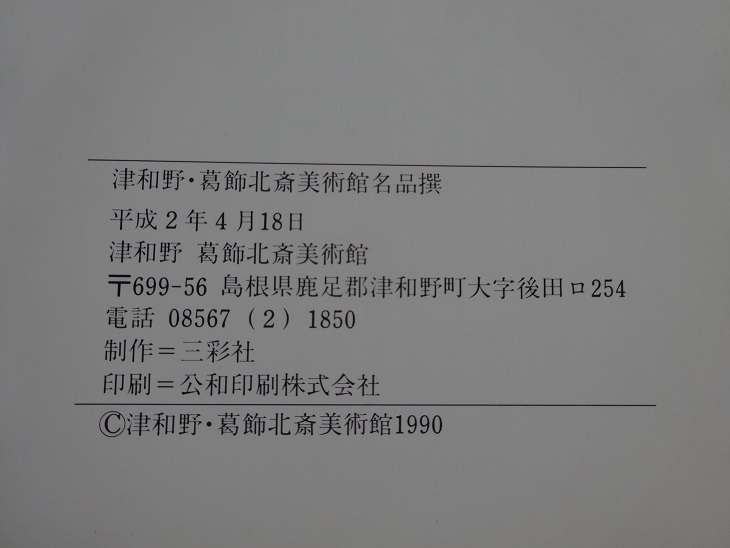 津和野・葛飾北斎美術館名品撰
平成2年4月18日
津和野 葛飾北斎美術館
〒699-56 島根県鹿足郡津和野町大字後田ロ254
電話 08567 (2) 1850
制作＝三彩社
印刷＝公和印刷株式会社
©津和野・葛飾北斎美術館1990